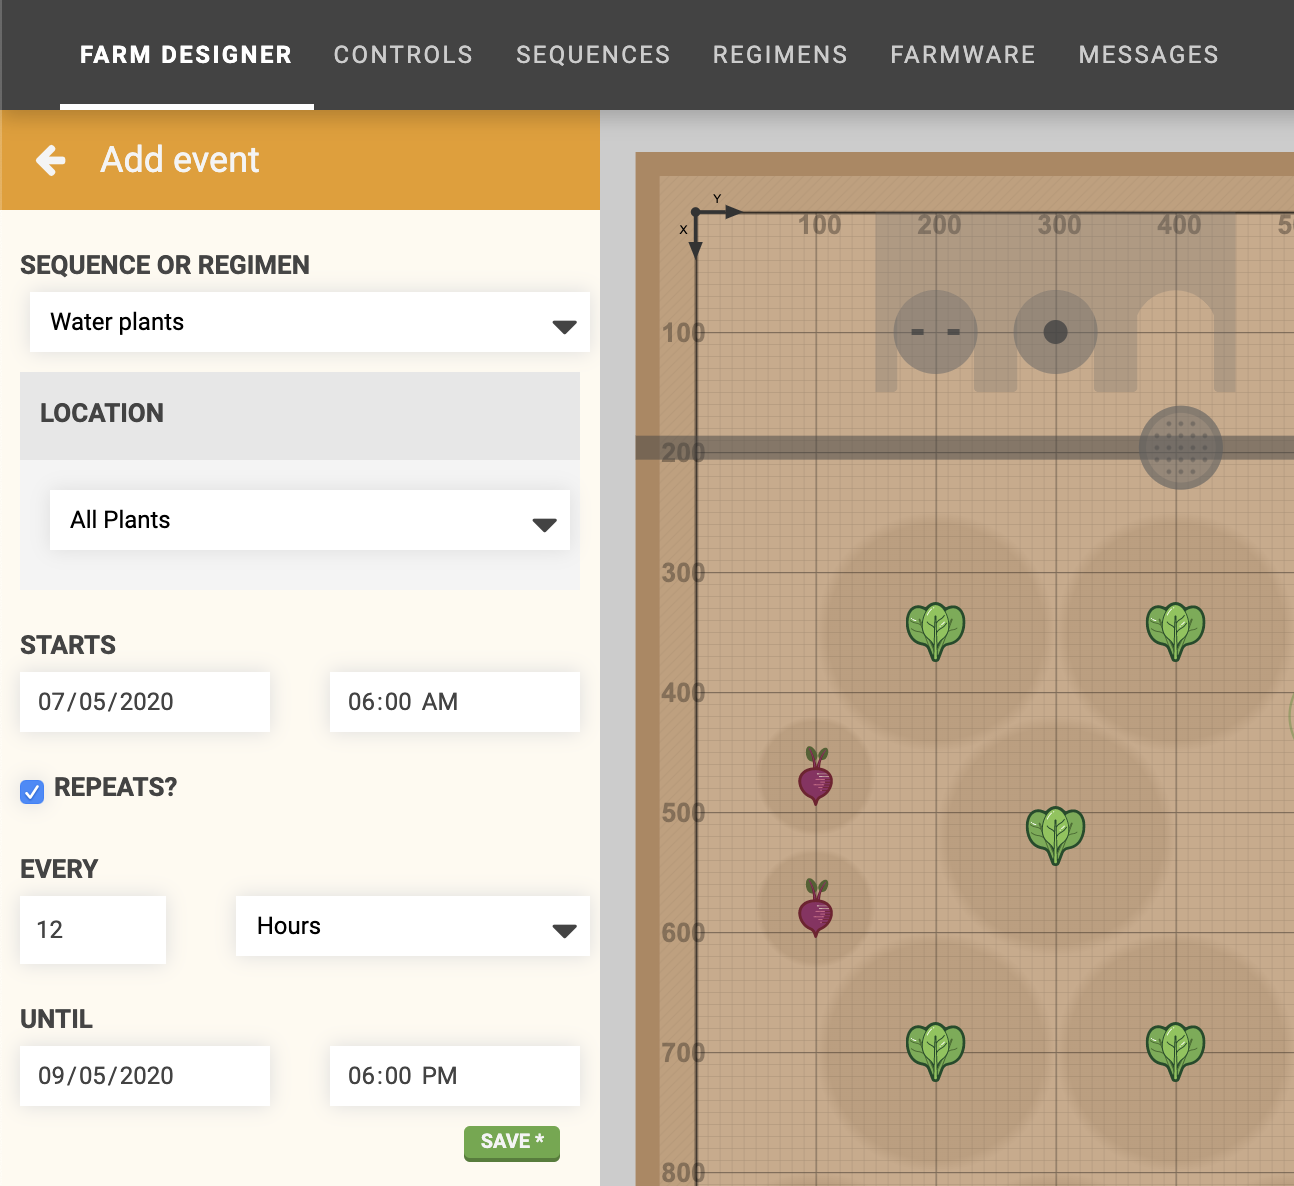 FARM DESIGNER CONTROLS SEQUENCES REGIMENS FARMWARE MESSAGES
Add event
SEQUENCE OR REGIMEN
Water plants
LOCATION
All Plants
STARTS
07/05/2020 06:00 AM
REPEATS?
EVERY
12 Hours
UNTIL
09/05/2020 06:00 PM
SAVE *
Y
X
100 200 300 400
100
200
300
400
500
600
700
800